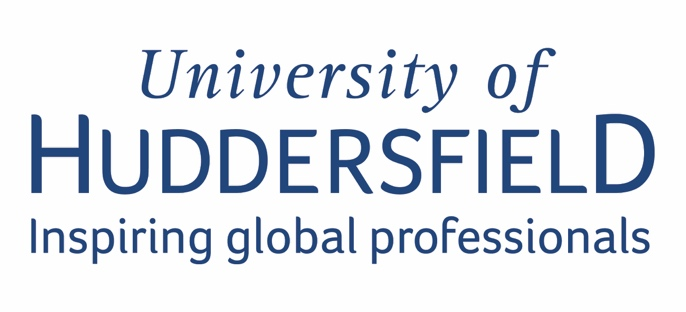 University of
HUDDERSFIELD
Inspiring global professionals